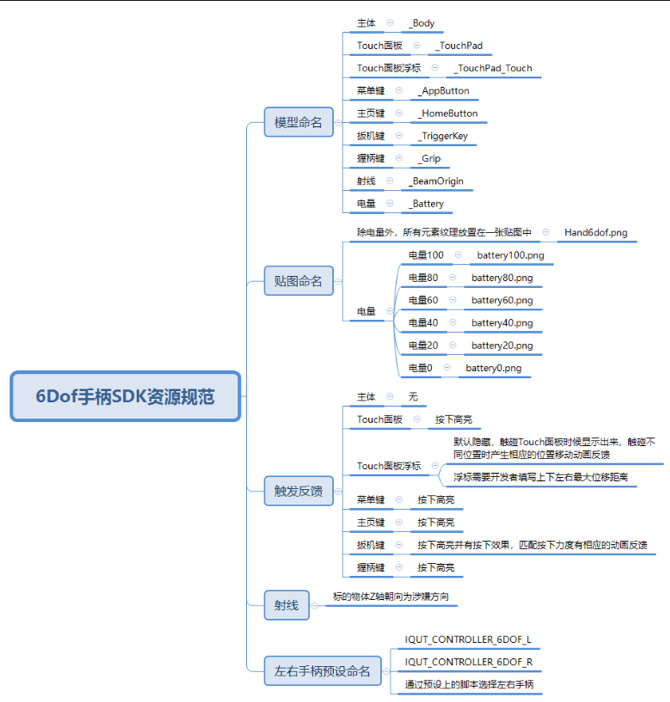 6Dof手柄SDK资源规范
模型命名
主体
_Body
Touch面板
_TouchPad
Touch面板浮标
_TouchPad_Touch
菜单键
_AppButton
主页键
_HomeButton
扳机键
_TriggerKey
握柄键
_Grip
射线
_BeamOrigin
电量
_Battery
贴图命名
除电量外，所有元素纹理放置在一张贴图中
Hand6dof.png
电量
电量100
battery100.png
电量80
battery80.png
电量60
battery60.png
电量40
battery40.png
电量20
battery20.png
电量0
battery0.png
触发反馈
主体
无
Touch面板
按下高亮
Touch面板浮标
默认隐藏，触碰Touch面板时候显示出来，触碰不
同位置时产生相应的位置移动动画反馈
浮标需要开发者填写上下左右最大位移距离
菜单键
按下高亮
主页键
按下高亮
扳机键
按下高亮并有按下效果，匹配按下力度有相应的动画反馈
握柄键
按下高亮
射线
标的物体Z轴朝向为涉嫌方向
左右手柄预设命名
IQUT_CONTROLLER_6DOF_L
IQUT_CONTROLLER_6DOF_R
通过预设上的脚本选择左右手柄